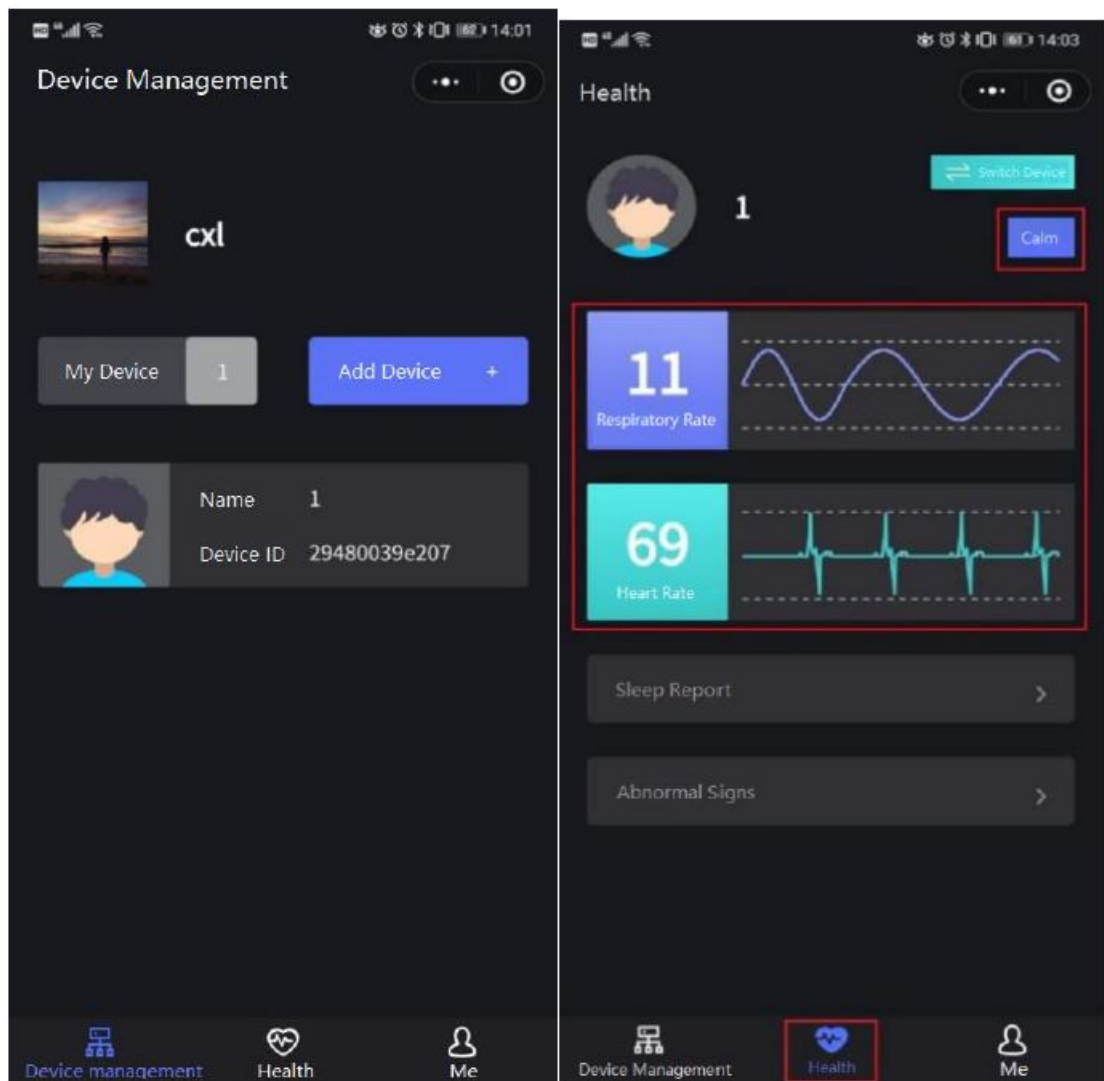 HD 14:01
Device Management
cxl
My Device 1
Add Device +
Name 1
Device ID 29480039e207
Device management
Health
Me
HD 14:03
Health
Switch Device
1
Calm
11
Respiratory Rate
69
Heart Rate
Sleep Report
Abnormal Signs
Device Management
Health
Me